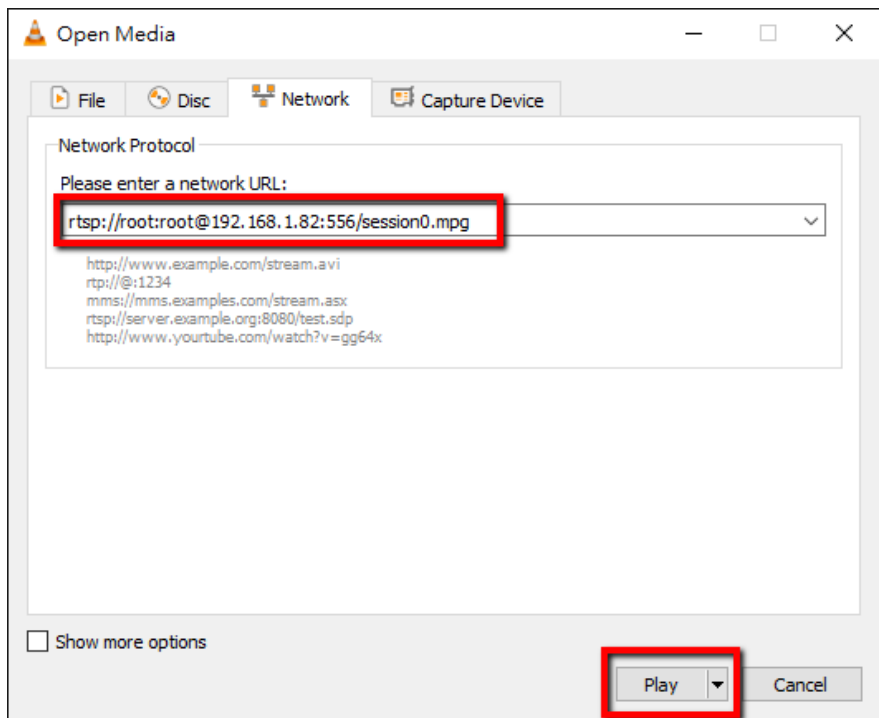 Open Media
File Disc Network Capture Device
Network Protocol
Please enter a network URL:
rtsp://root:root@192.168.1.82:556/session0.mpg
http://www.example.com/stream.avi
rtp://@:1234
mms://mms.examples.com/stream.asx
rtsp://server.example.org:8080/test.sdp
http://www.yourtube.com/watch?v=gg64x
Show more options
Play Cancel